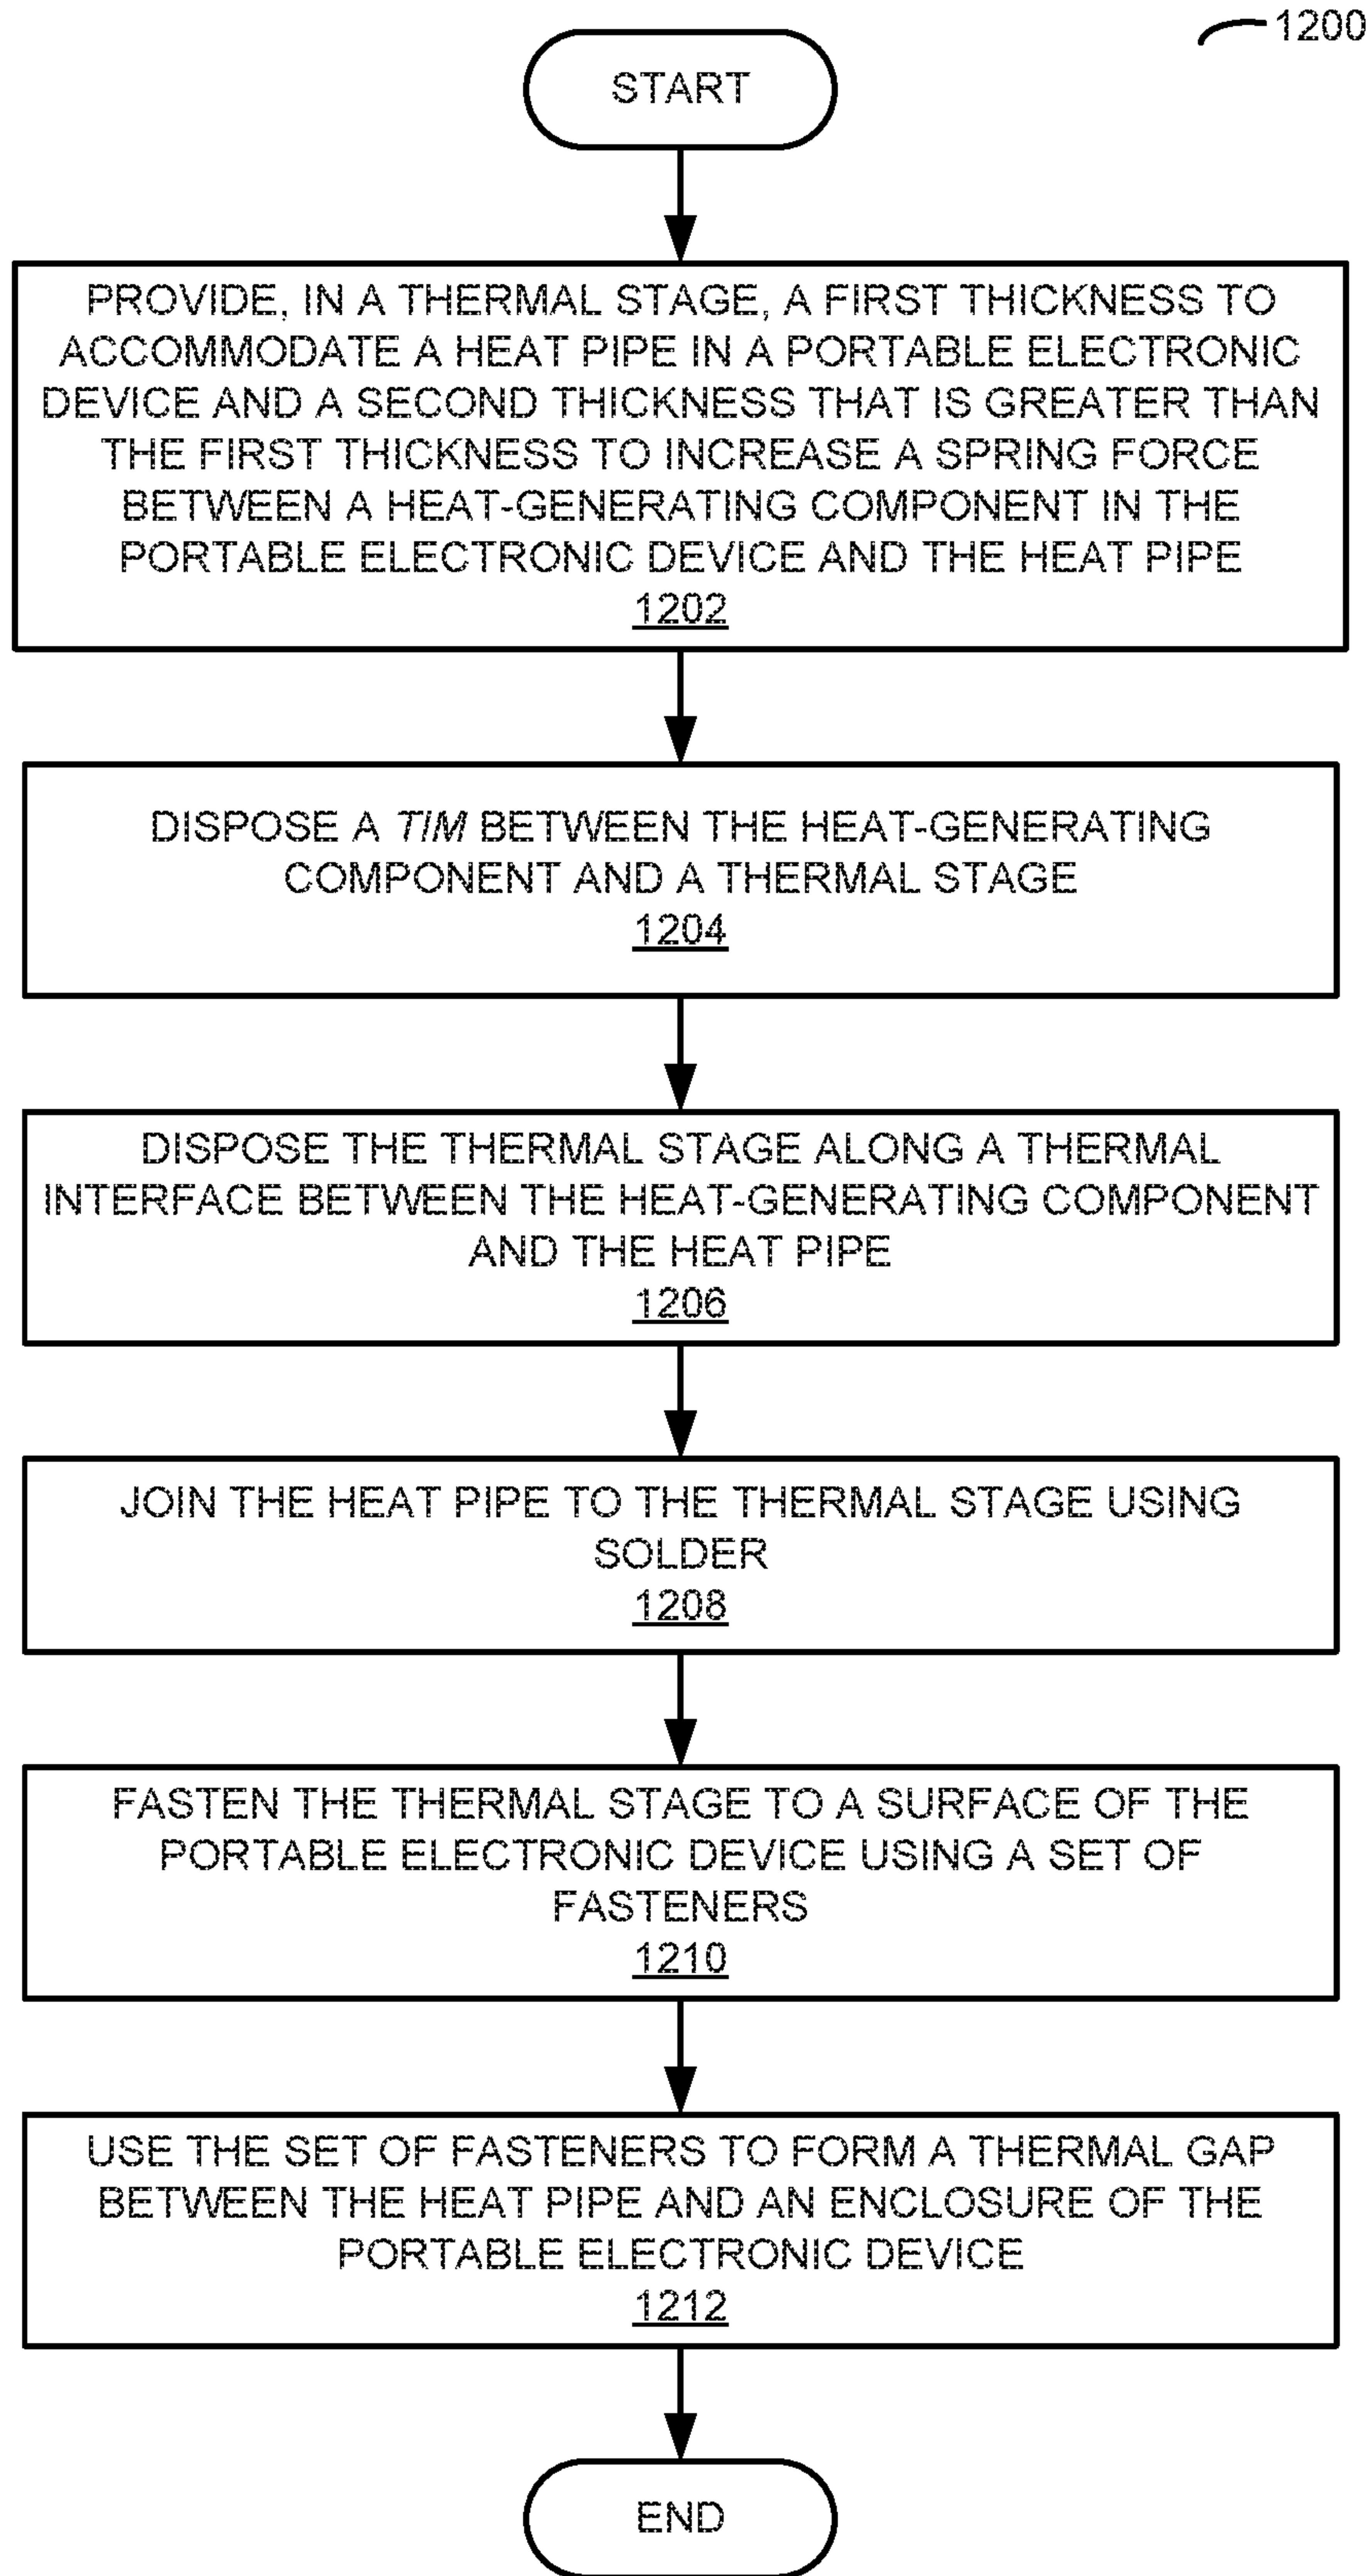 1200
START
PROVIDE, IN A THERMAL STAGE, A FIRST THICKNESS TO
ACCOMMODATE A HEAT PIPE IN A PORTABLE ELECTRONIC
DEVICE AND A SECOND THICKNESS THAT IS GREATER THAN
THE FIRST THICKNESS TO INCREASE A SPRING FORCE
BETWEEN A HEAT-GENERATING COMPONENT IN THE
PORTABLE ELECTRONIC DEVICE AND THE HEAT PIPE
1202
DISPOSE A TIM BETWEEN THE HEAT-GENERATING
COMPONENT AND A THERMAL STAGE
1204
DISPOSE THE THERMAL STAGE ALONG A THERMAL
INTERFACE BETWEEN THE HEAT-GENERATING COMPONENT
AND THE HEAT PIPE
1206
JOIN THE HEAT PIPE TO THE THERMAL STAGE USING
SOLDER
1208
FASTEN THE THERMAL STAGE TO A SURFACE OF THE
PORTABLE ELECTRONIC DEVICE USING A SET OF
FASTENERS
1210
USE THE SET OF FASTENERS TO FORM A THERMAL GAP
BETWEEN THE HEAT PIPE AND AN ENCLOSURE OF THE
PORTABLE ELECTRONIC DEVICE
1212
END